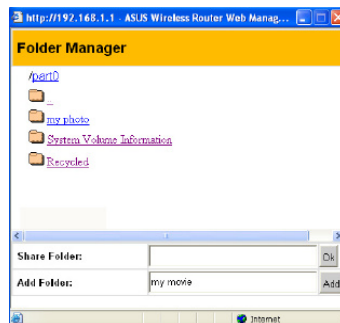 http://192.168.1.1 - ASUS Wireless Router Web Manag...
Folder Manager
/part0
..
my photo
System Volume Information
Recycled
Share Folder:
Ok
Add Folder:
my movie
Add
Internet